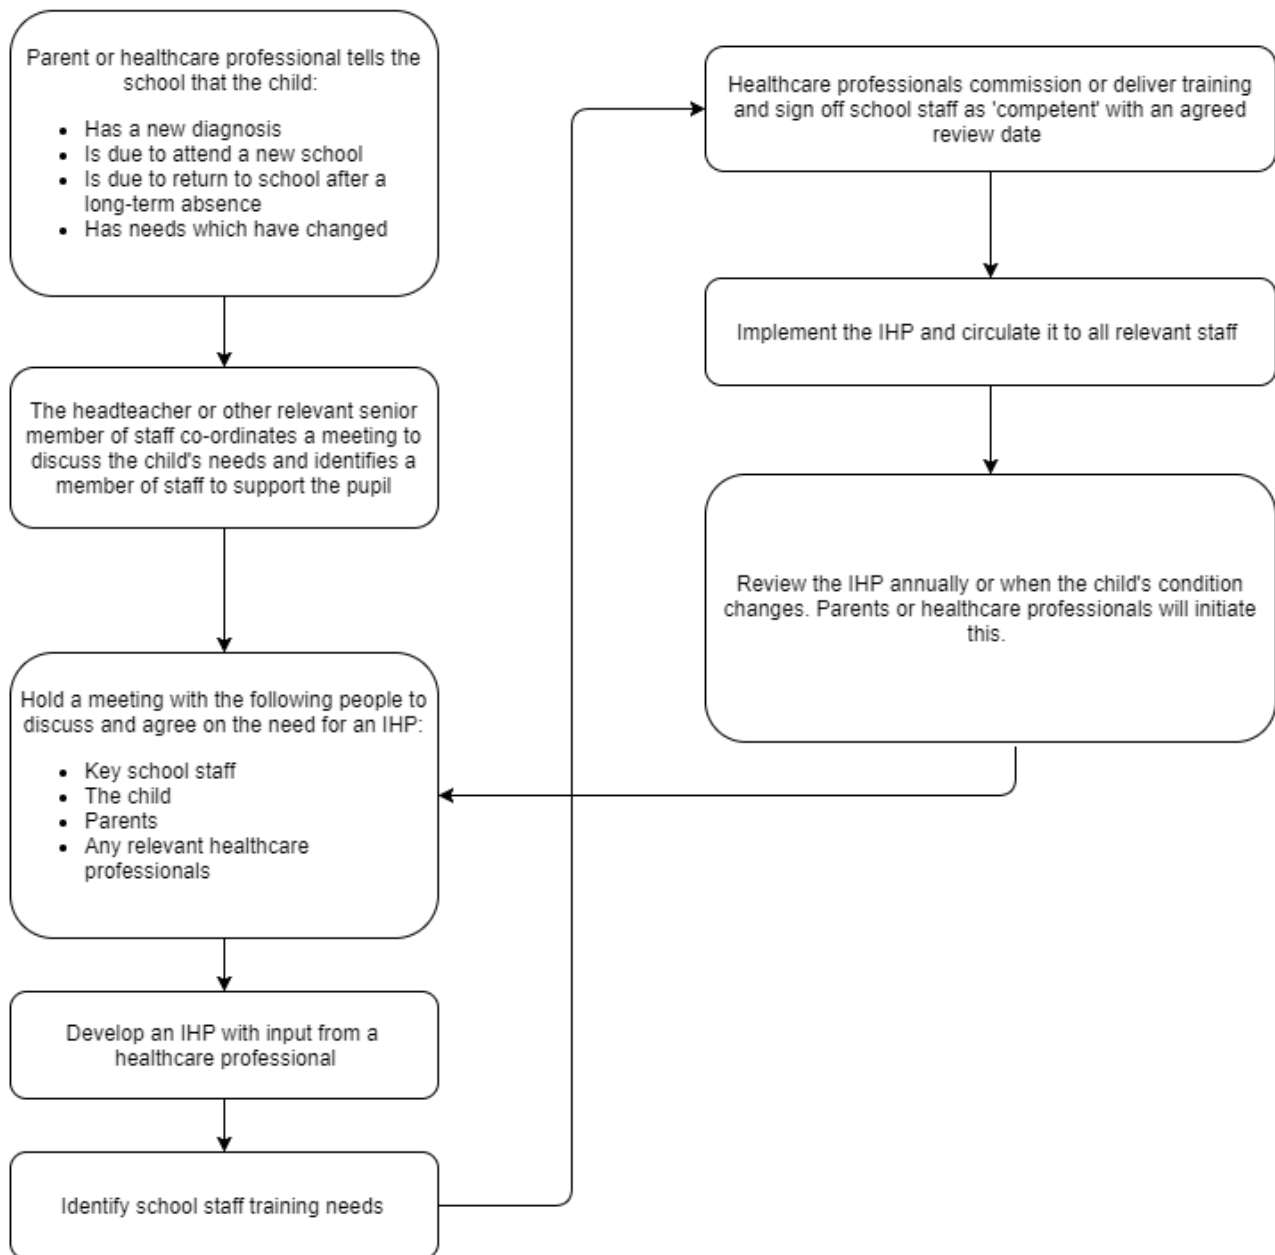 Parent or healthcare professional tells the
school that the child:
• Has a new diagnosis
• Is due to attend a new school
• Is due to return to school after a
long-term absence
• Has needs which have changed
The headteacher or other relevant senior
member of staff co-ordinates a meeting to
discuss the child's needs and identifies a
member of staff to support the pupil
Hold a meeting with the following people to
discuss and agree on the need for an IHP:
• Key school staff
• The child
• Parents
• Any relevant healthcare
professionals
Develop an IHP with input from a
healthcare professional
Identify school staff training needs
Healthcare professionals commission or deliver training
and sign off school staff as 'competent' with an agreed
review date
Implement the IHP and circulate it to all relevant staff
Review the IHP annually or when the child's condition
changes. Parents or healthcare professionals will initiate
this.